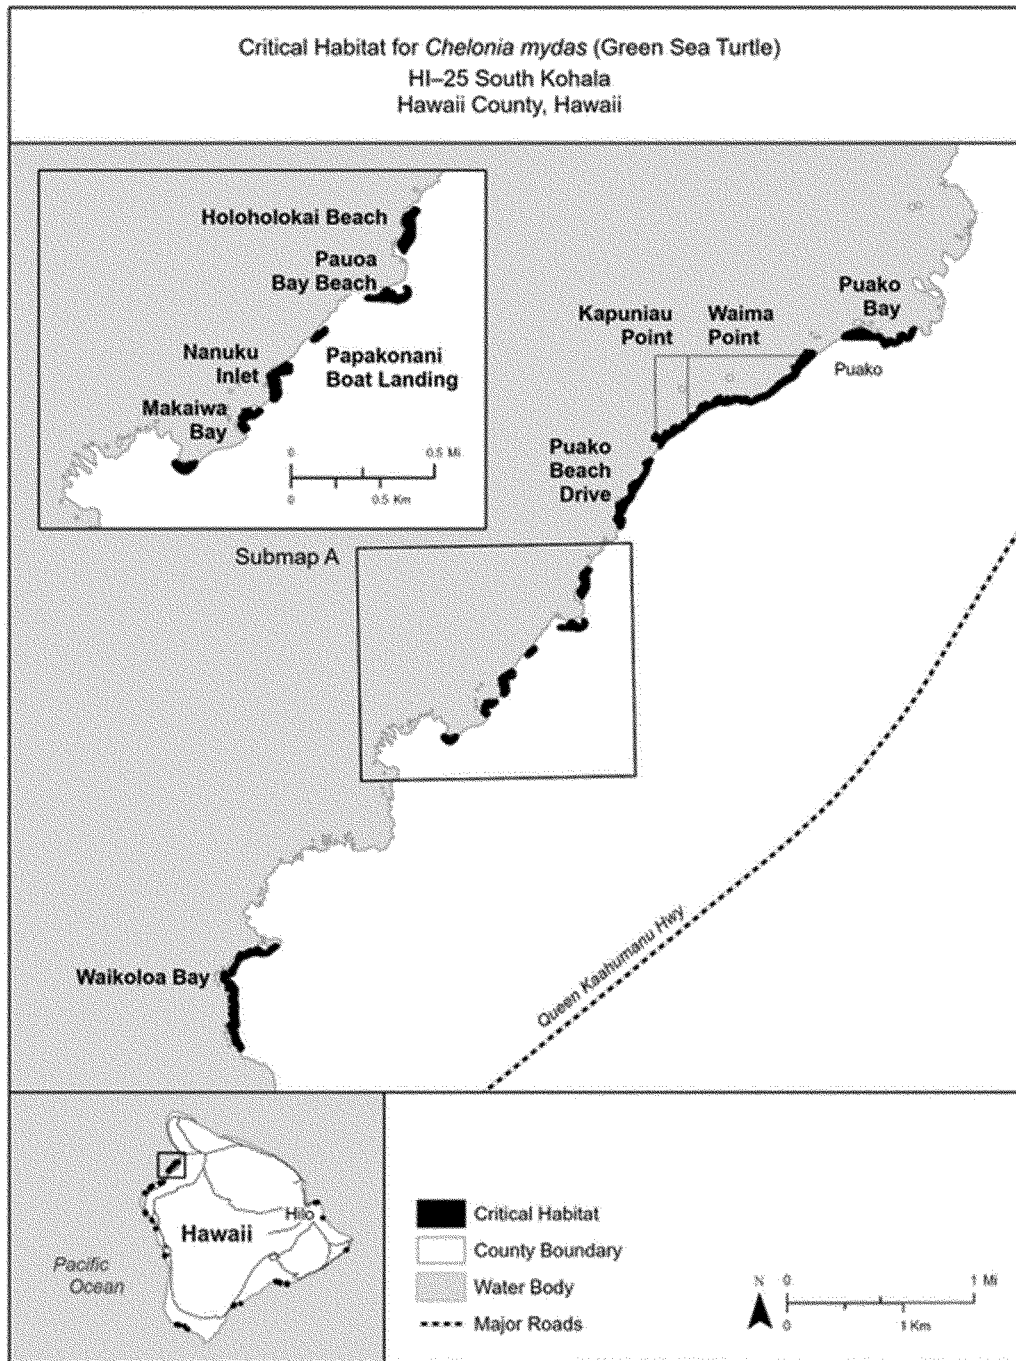 Critical Habitat for Chelonia mydas (Green Sea Turtle)
HI–25 South Kohala
Hawaii County, Hawaii
Holoholokai Beach
Pauoa
Bay Beach
Papakonani
Boat Landing
Nanuku
Inlet
Makaiwa
Bay
0 0.5 Mi
0 0.5 Km
Submap A
Puako
Bay
Puako
Kapuniau
Point
Waima
Point
Puako
Beach
Drive
Waikoloa Bay
Queen Kaahumanu Hwy
Hawaii
Hilo
Pacific
Ocean
Critical Habitat
County Boundary
Water Body
Major Roads
N
0 1 Mi
0 1 Km